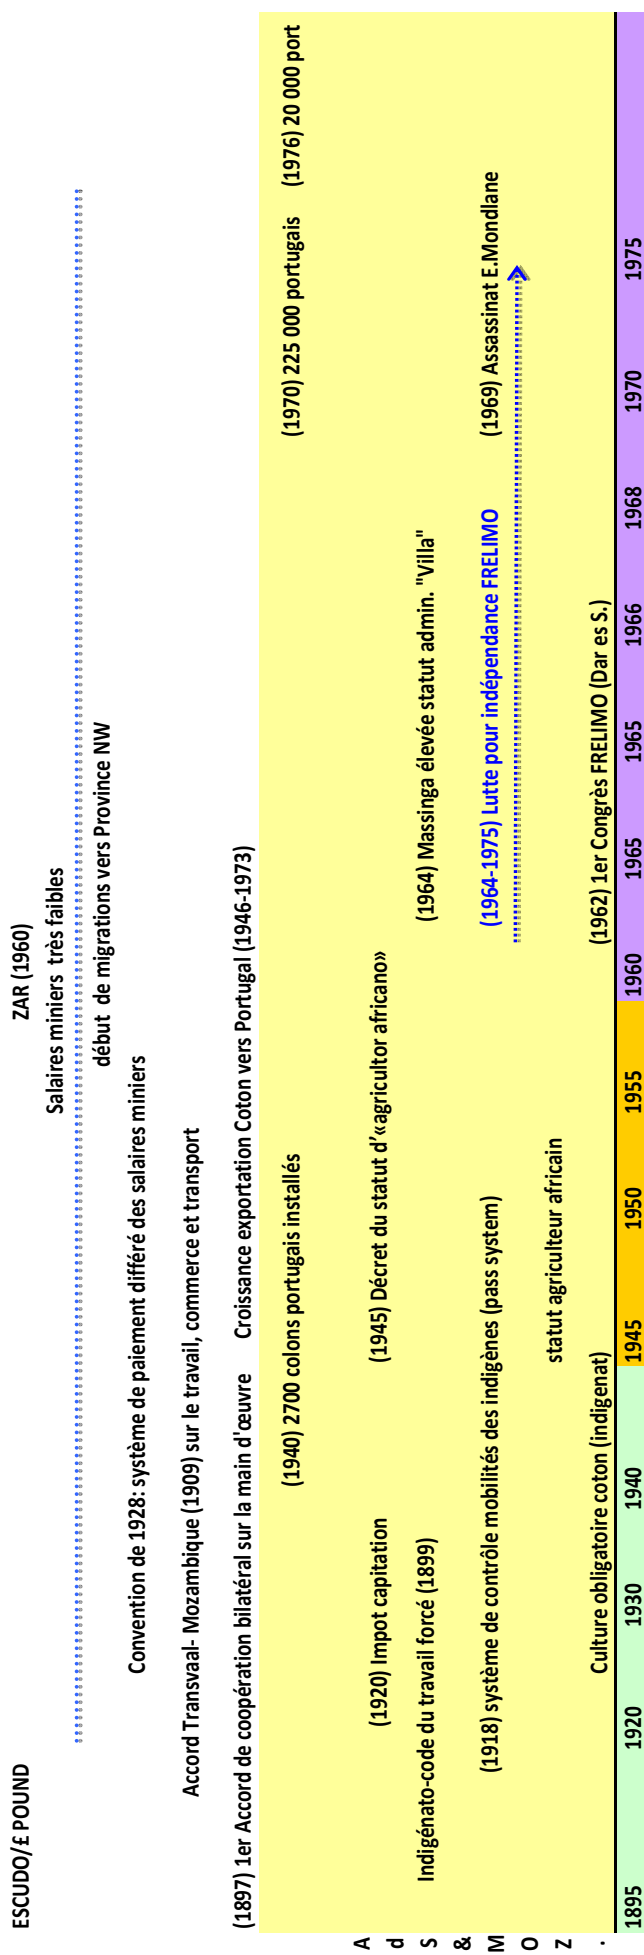 ESCUDO/£ POUND ZAR (1960)
Salaires miniers très faibles
début de migrations vers Province NW
Convention de 1928: système de paiement différé des salaires miniers
Accord Transvaal- Mozambique (1909) sur le travail, commerce et transport
(1897) 1er Accord de coopération bilatéral sur la main d'œuvre Croissance exportation Coton vers Portugal (1946-1973)
(1940) 2700 colons portugais installés (1970) 225 000 portugais (1976) 20 000 port
(1920) Impot capitation (1945) Décret du statut d'«agricultor africano»
Indigénato-code du travail forcé (1899) (1964) Massinga élevée statut admin. "Villa"
(1918) système de contrôle mobilités des indigènes (pass system) (1964-1975) Lutte pour indépendance FRELIMO (1969) Assassinat E.Mondlane
statut agriculteur africain
Culture obligatoire coton (indigenat) (1962) 1er Congrès FRELIMO (Dar es S.)
A
d
S
&
M
O
Z
.
1895 1920 1930 1940 1945 1950 1955 1960 1965 1965 1966 1968 1970 1975